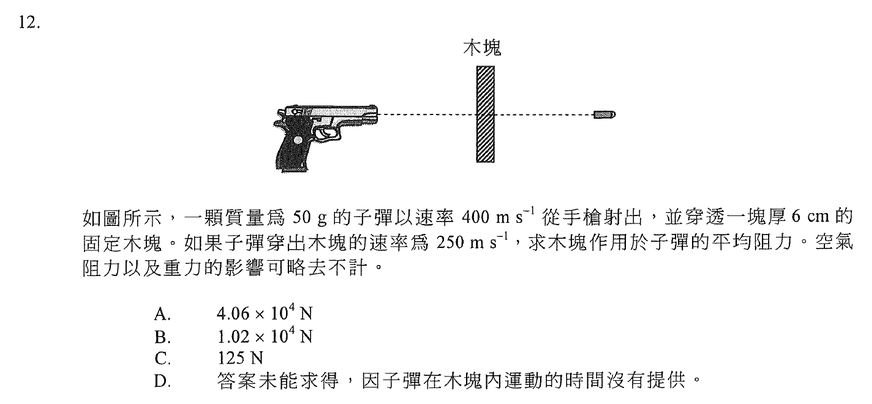 12.
木塊
如圖所示，一顆質量為 50 g 的子彈以速率 400 m s⁻¹ 從手槍射出，並穿透一塊厚 6 cm 的
固定木塊。如果子彈穿出木塊的速率為 250 m s⁻¹，求木塊作用於子彈的平均阻力。空氣
阻力以及重力的影響可略去不計。
A. 4.06 × 10⁴ N
B. 1.02 × 10⁴ N
C. 125 N
D. 答案未能求得，因子彈在木塊內運動的時間沒有提供。